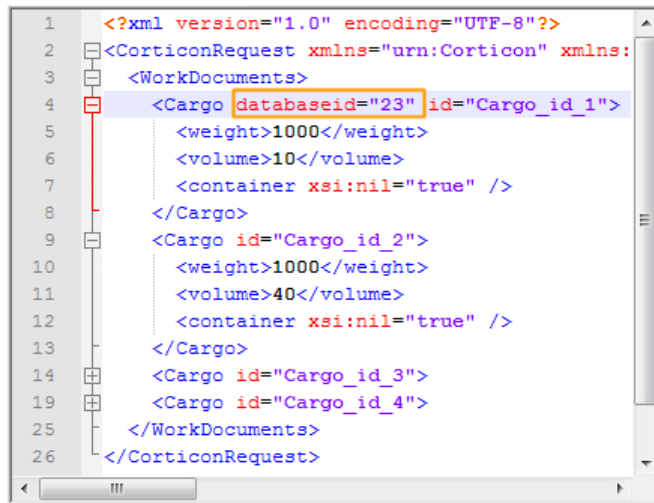 1 <?xml version="1.0" encoding="UTF-8"?>
2 <CorticonRequest xmlns="urn:Corticon" xmlns:
3 <WorkDocuments>
4 <Cargo databaseid="23" id="Cargo_id_1">
5 <weight>1000</weight>
6 <volume>10</volume>
7 <container xsi:nil="true" />
8 </Cargo>
9 <Cargo id="Cargo_id_2">
10 <weight>1000</weight>
11 <volume>40</volume>
12 <container xsi:nil="true" />
13 </Cargo>
14 <Cargo id="Cargo_id_3">
19 <Cargo id="Cargo_id_4">
25 </WorkDocuments>
26 </CorticonRequest>